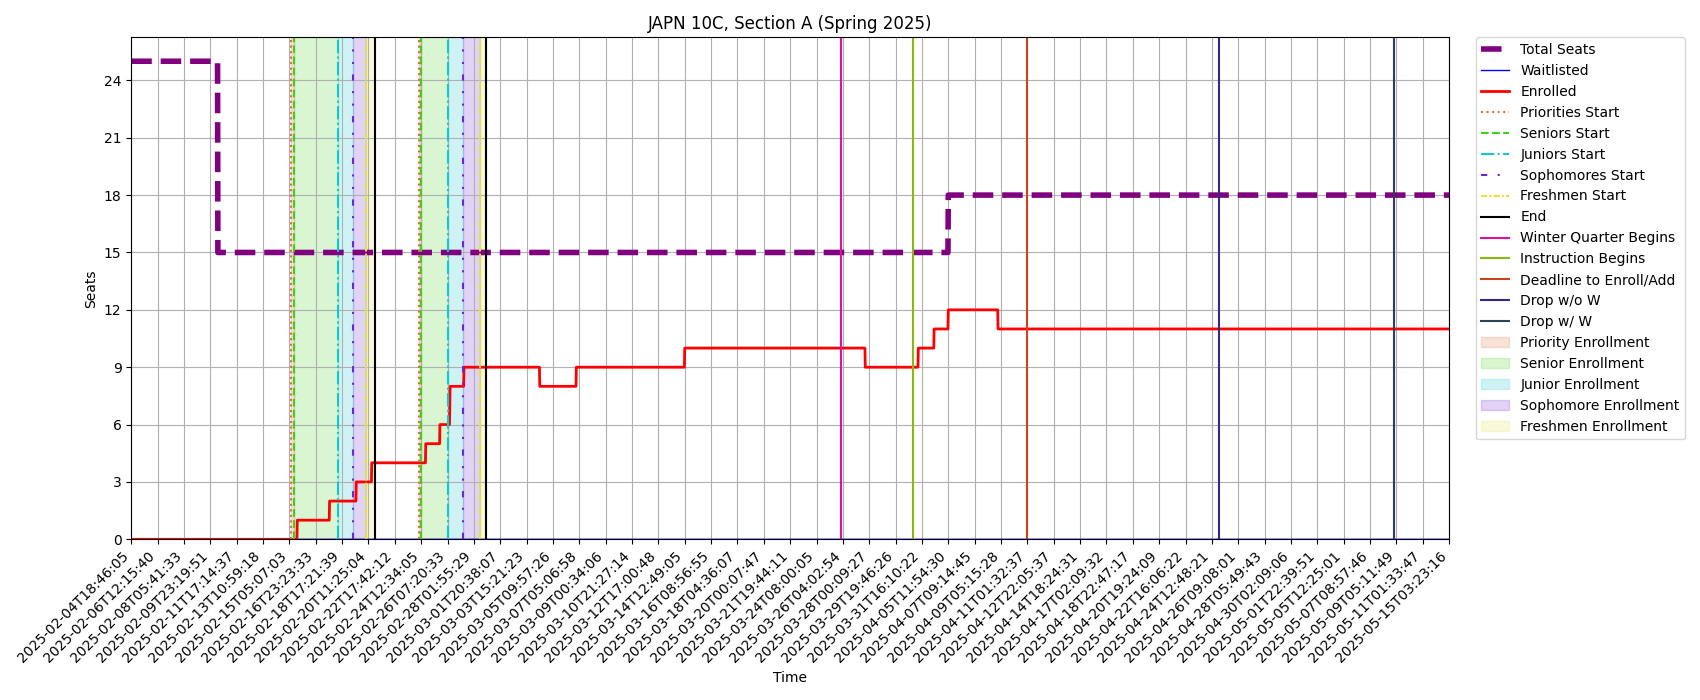 JAPN 10C, Section A (Spring 2025)
Total Seats
Waitlisted
Enrolled
Priorities Start
Seniors Start
Juniors Start
Sophomores Start
Freshmen Start
End
Winter Quarter Begins
Instruction Begins
Deadline to Enroll/Add
Drop w/o W
Drop w/ W
Priority Enrollment
Senior Enrollment
Junior Enrollment
Sophomore Enrollment
Freshmen Enrollment
Seats
24
21
18
15
12
9
6
3
0
2025-02-04T18:46:05
2025-02-06T12:15:40
2025-02-08T05:41:33
2025-02-09T23:19:51
2025-02-11T17:14:37
2025-02-13T10:59:18
2025-02-15T05:07:03
2025-02-16T23:23:33
2025-02-18T17:21:39
2025-02-20T11:25:04
2025-02-22T17:42:12
2025-02-24T12:34:05
2025-02-26T07:20:33
2025-02-28T01:55:29
2025-03-01T20:38:07
2025-03-03T15:21:23
2025-03-05T09:57:26
2025-03-07T05:06:58
2025-03-09T00:34:06
2025-03-10T21:27:14
2025-03-12T17:00:48
2025-03-14T12:49:05
2025-03-16T08:56:55
2025-03-18T04:36:07
2025-03-20T00:07:47
2025-03-21T19:44:11
2025-03-24T08:00:05
2025-03-26T04:02:54
2025-03-28T00:09:27
2025-03-29T19:46:26
2025-03-31T16:10:22
2025-04-05T11:54:30
2025-04-07T09:14:45
2025-04-09T05:15:28
2025-04-11T01:32:37
2025-04-12T22:05:37
2025-04-14T18:24:31
2025-04-17T02:09:32
2025-04-18T22:47:17
2025-04-20T19:24:09
2025-04-22T16:06:22
2025-04-24T12:48:21
2025-04-26T09:08:01
2025-04-28T05:49:43
2025-04-30T02:09:06
2025-05-01T22:39:51
2025-05-05T12:25:01
2025-05-07T08:57:46
2025-05-09T05:11:49
2025-05-11T01:33:47
2025-05-15T03:23:16
Time